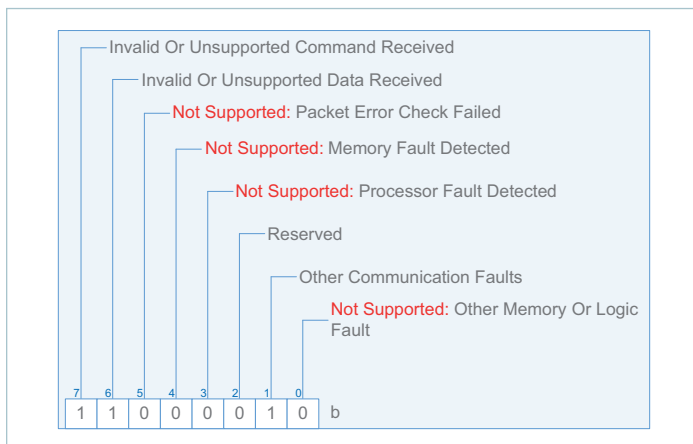 Invalid Or Unsupported Command Received
Invalid Or Unsupported Data Received
Not Supported: Packet Error Check Failed
Not Supported: Memory Fault Detected
Not Supported: Processor Fault Detected
Reserved
Other Communication Faults
Not Supported: Other Memory Or Logic
Fault
7 6 5 4 3 2 1 0
1 1 0 0 0 0 1 0 b